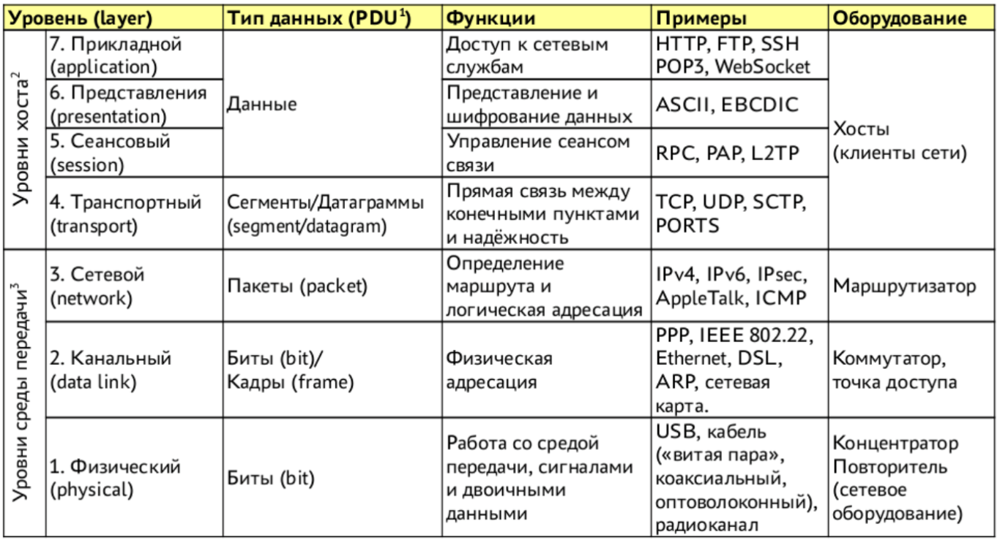 Уровень (layer)
Тип данных (PDU¹)
Функции
Примеры
Оборудование
Уровни хоста²
7. Прикладной
(application)
Данные
Доступ к сетевым
службам
HTTP, FTP, SSH
POP3, WebSocket
Хосты
(клиенты сети)
6. Представления
(presentation)
Представление и
шифрование данных
ASCII, EBCDIC
5. Сеансовый
(session)
Управление сеансом
связи
RPC, PAP, L2TP
4. Транспортный
(transport)
Сегменты/Датаграммы
(segment/datagram)
Прямая связь между
конечными пунктами
и надёжность
TCP, UDP, SCTP,
PORTS
Уровни среды передачи³
3. Сетевой
(network)
Пакеты (packet)
Определение
маршрута и
логическая адресация
IPv4, IPv6, IPsec,
AppleTalk, ICMP
Маршрутизатор
2. Канальный
(data link)
Биты (bit)/
Кадры (frame)
Физическая
адресация
PPP, IEEE 802.22,
Ethernet, DSL,
ARP, сетевая
карта.
Коммутатор,
точка доступа
1. Физический
(physical)
Биты (bit)
Работа со средой
передачи, сигналами
и двоичными
данными
USB, кабель
(«витая пара»,
коаксиальный,
оптоволоконный),
радиоканал
Концентратор
Повторитель
(сетевое
оборудование)